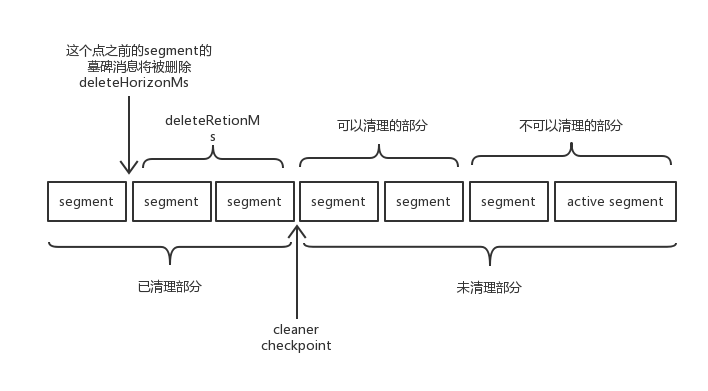 这个点之前的segment的
墓碑消息将被删除
deleteHorizonMs
deleteRetionM
s
可以清理的部分
不可以清理的部分
segment
segment
segment
segment
segment
segment
active segment
已清理部分
未清理部分
cleaner
checkpoint